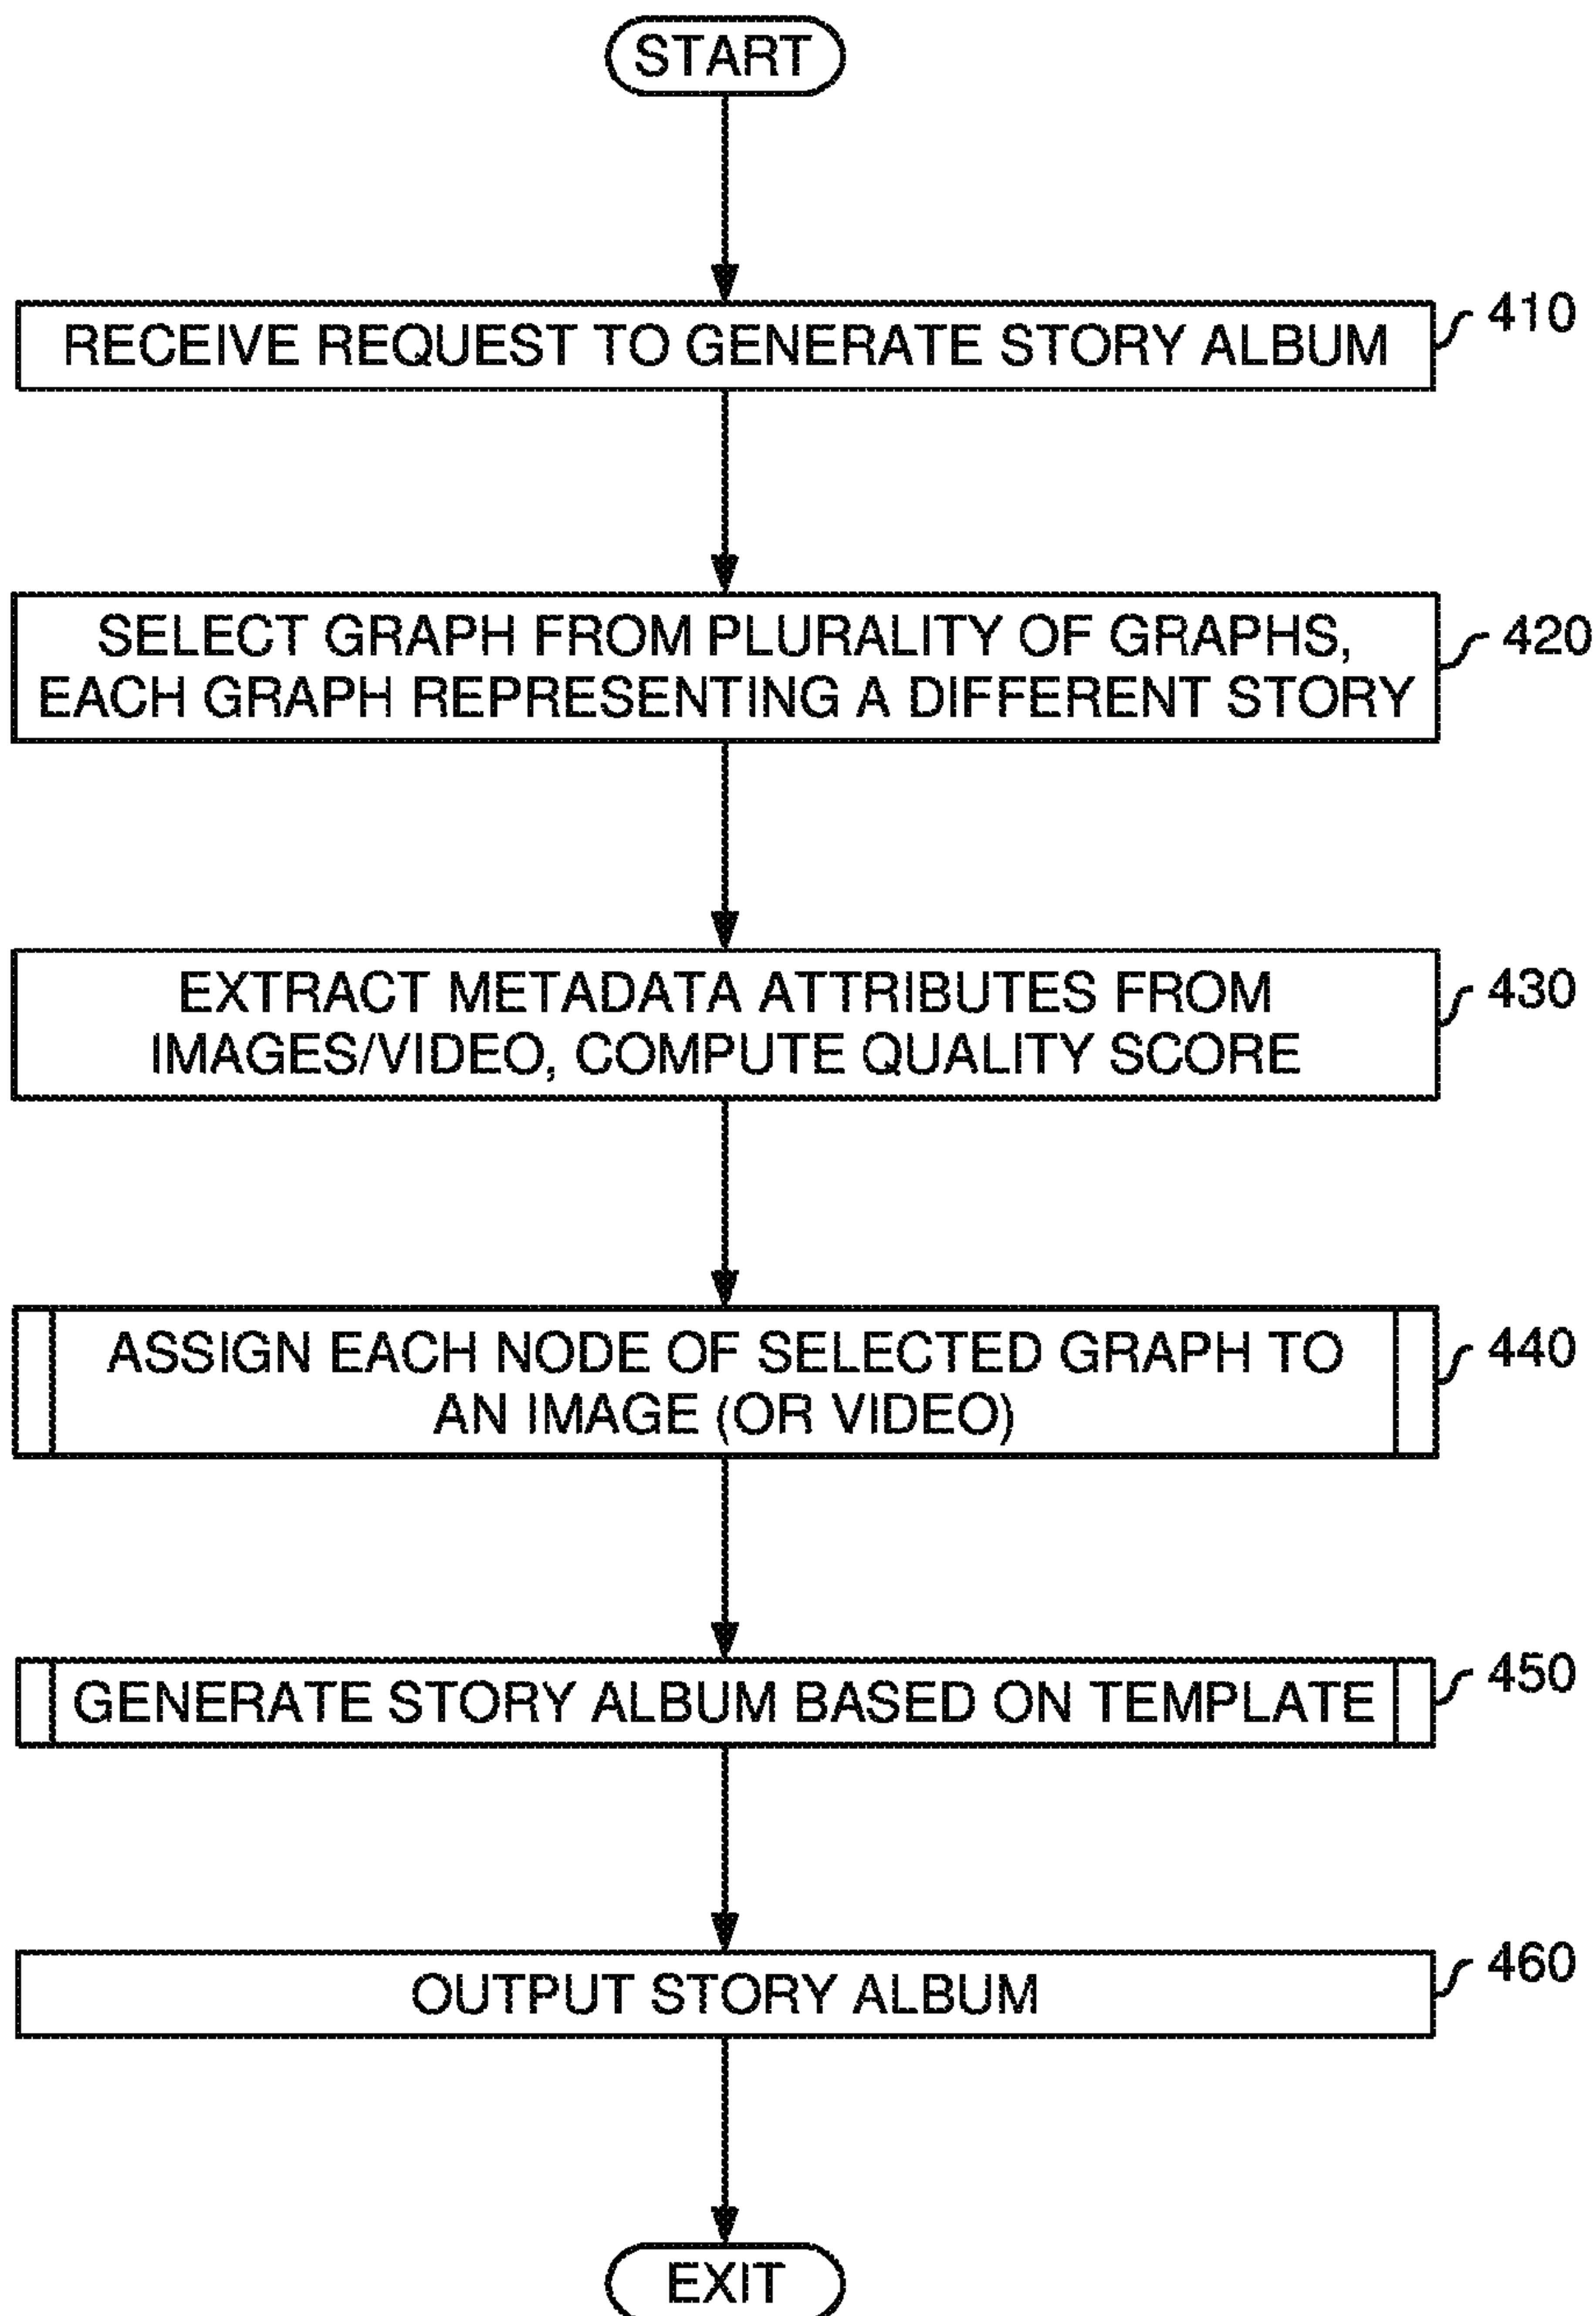 START
RECEIVE REQUEST TO GENERATE STORY ALBUM
410
SELECT GRAPH FROM PLURALITY OF GRAPHS,
EACH GRAPH REPRESENTING A DIFFERENT STORY
420
EXTRACT METADATA ATTRIBUTES FROM
IMAGES/VIDEO, COMPUTE QUALITY SCORE
430
ASSIGN EACH NODE OF SELECTED GRAPH TO
AN IMAGE (OR VIDEO)
440
GENERATE STORY ALBUM BASED ON TEMPLATE
450
OUTPUT STORY ALBUM
460
EXIT